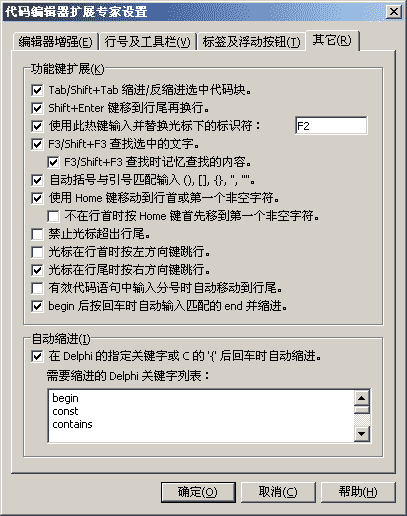 代码编辑器扩展专家设置
编辑器增强(E) 行号及工具栏(V) 标签及浮动按钮(T) 其它(R)
功能键扩展(K)
Tab/Shift+Tab 缩进/反缩进选中代码块。
Shift+Enter 键移到行尾再换行。
使用此热键输入并替换光标下的标识符： F2
F3/Shift+F3 查找选中的文字。
F3/Shift+F3 查找时记忆查找的内容。
自动括号与引号匹配输入 (), [], {}, '', ""。
使用 Home 键移动到行首或第一个非空字符。
不在行首时按 Home 键首先移到第一个非空字符。
禁止光标超出行尾。
光标在行首时按左方向键跳行。
光标在行尾时按右方向键跳行。
有效代码语句中输入分号时自动移动到行尾。
begin 后按回车时自动输入匹配的 end 并缩进。
自动缩进(I)
在 Delphi 的指定关键字或 C 的 '{' 后回车时自动缩进。
需要缩进的 Delphi 关键字列表：
begin
const
contains
确定(O) 取消(C) 帮助(H)